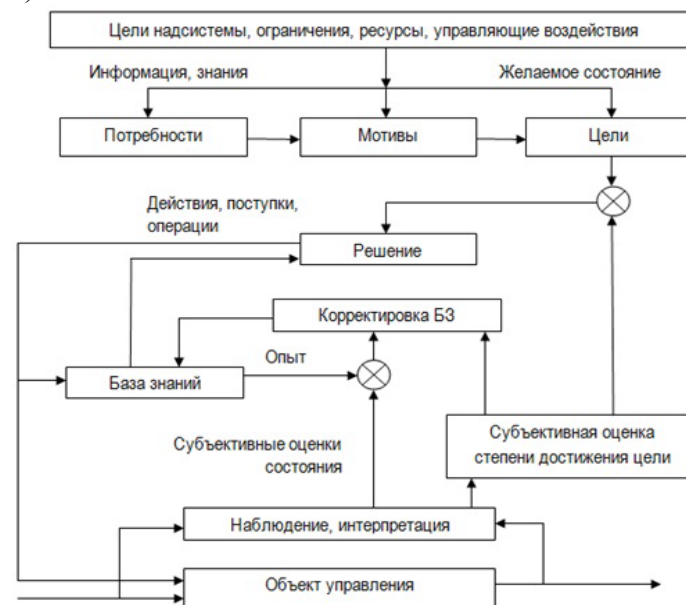 )
Цели надсистемы, ограничения, ресурсы, управляющие воздействия
Информация, знания
Желаемое состояние
Потребности
Мотивы
Цели
Действия, поступки,
операции
Решение
Корректировка БЗ
Опыт
База знаний
Субъективные оценки
состояния
Субъективная оценка
степени достижения цели
Наблюдение, интерпретация
Объект управления